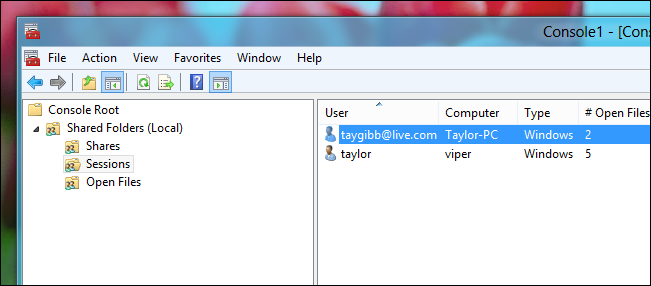 Console1 - [Cons
File Action View Favorites Window Help
Console Root
Shared Folders (Local)
Shares
Sessions
Open Files
User Computer Type # Open Files
taygibb@live.com Taylor-PC Windows 2
taylor viper Windows 5